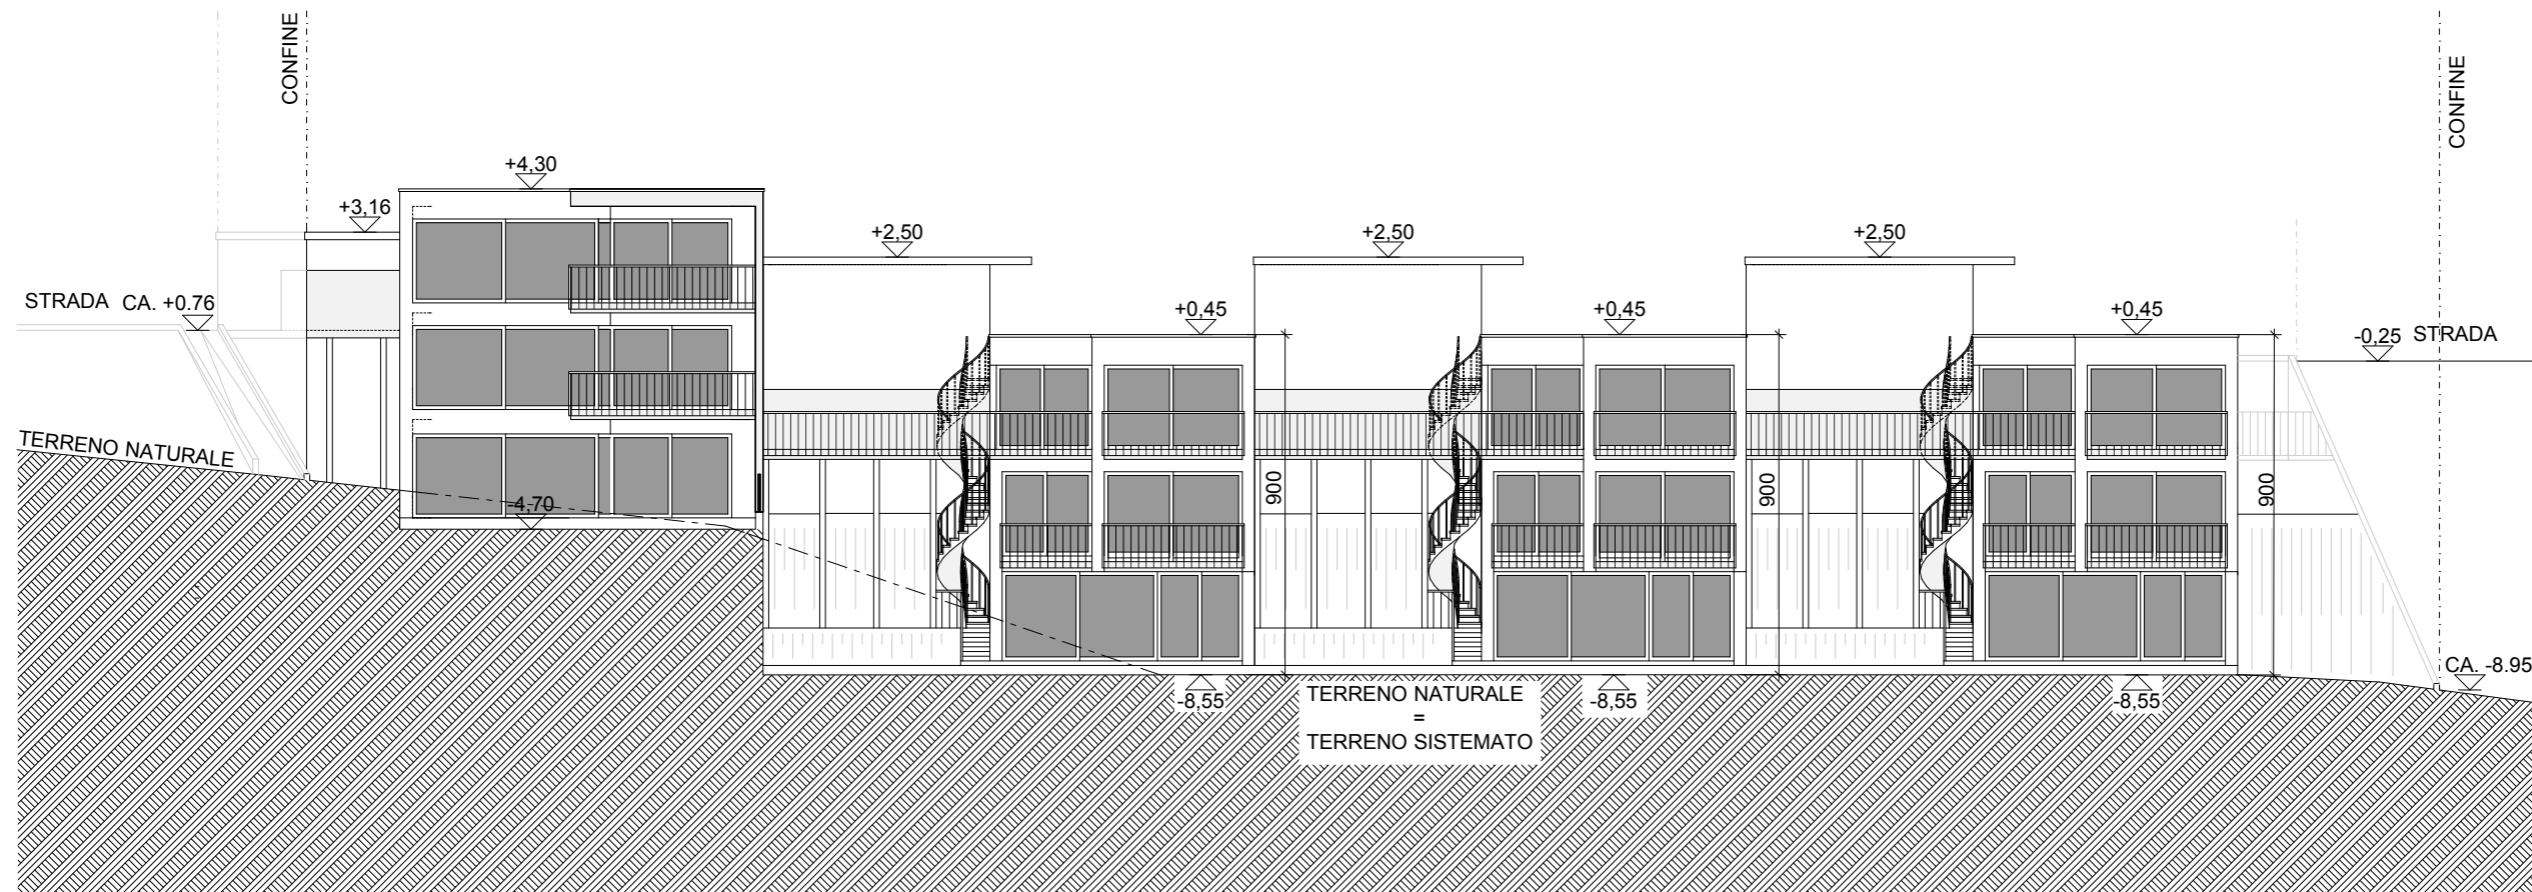 CONFINE
CONFINE
+4,30
+3,16
+2,50
+2,50
+2,50
STRADA CA. +0.76
+0,45
+0,45
+0,45
-0,25 STRADA
TERRENO NATURALE
-4,70
900
900
900
CA. -8.95
-8,55
TERRENO NATURALE
=
TERRENO SISTEMATO
-8,55
-8,55